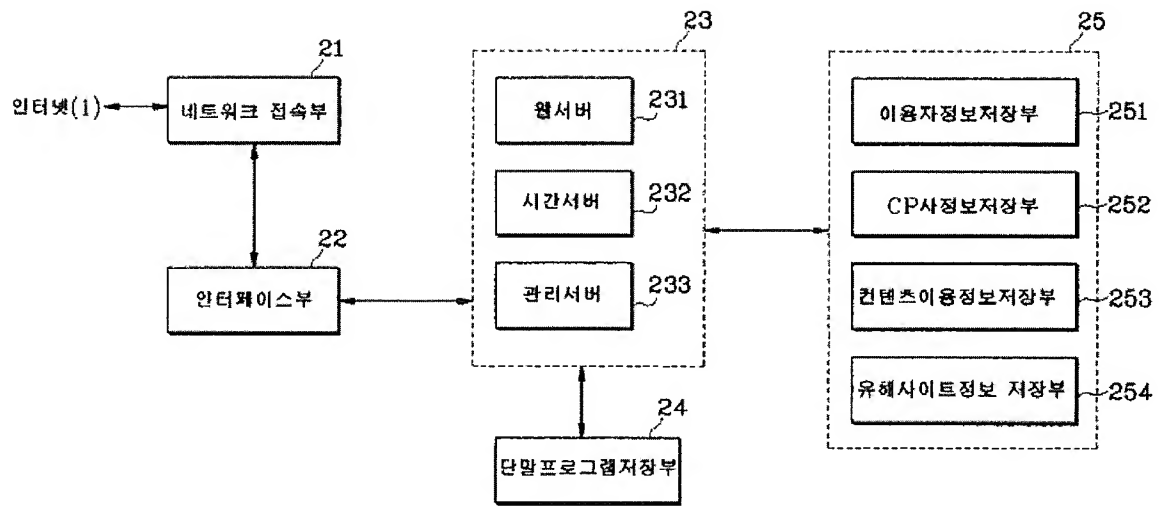 21
인터넷(1)
네트워크 접속부
22
인터페이스부
23
웹서버
231
시간서버
232
관리서버
233
24
단말프로그램저장부
25
이용자정보저장부
251
CP사정보저장부
252
컨텐츠이용정보저장부
253
유해사이트정보 저장부
254